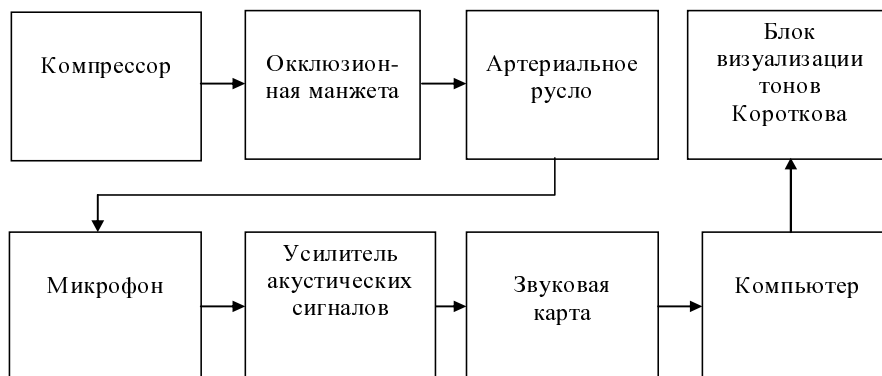 Компрессор
Окклюзион-
ная манжета
Артериальное
русло
Блок
визуализации
тонов
Короткова
Микрофон
Усилитель
акустических
сигналов
Звуковая
карта
Компьютер